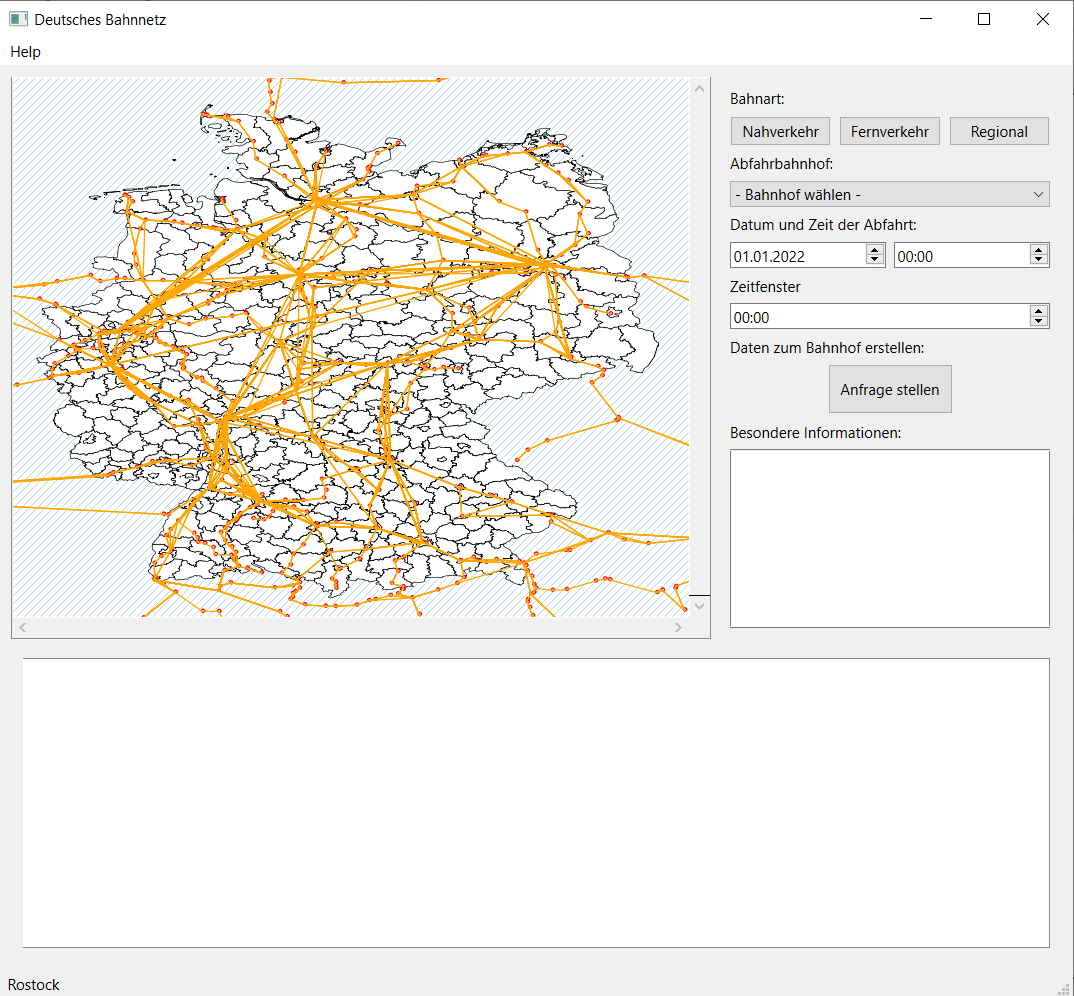 Deutsches Bahnnetz
Help
Bahnart:
Nahverkehr Fernverkehr Regional
Abfahrbahnhof:
- Bahnhof wählen -
Datum und Zeit der Abfahrt:
01.01.2022 00:00
Zeitfenster
00:00
Daten zum Bahnhof erstellen:
Anfrage stellen
Besondere Informationen:
Rostock